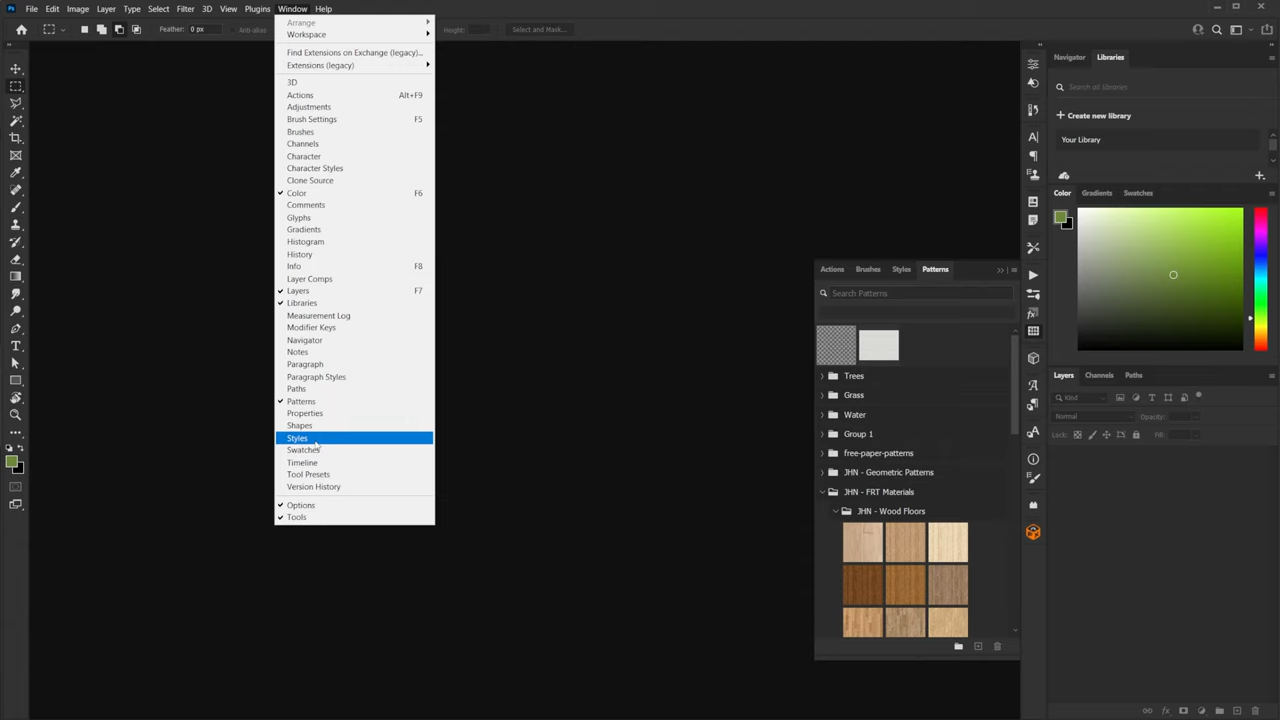 Ps File Edit Image Layer Type Select Filter 3D View Plugins Window Help
Feather: 0 px Anti-alias Height: Select and Mask...
Arrange
Workspace
Find Extensions on Exchange (legacy)...
Extensions (legacy)
3D
Actions Alt+F9
Adjustments
Brush Settings F5
Brushes
Channels
Character
Character Styles
Clone Source
Color F6
Comments
Glyphs
Gradients
Histogram
History
Info F8
Layer Comps
Layers F7
Libraries
Measurement Log
Modifier Keys
Navigator
Notes
Paragraph
Paragraph Styles
Paths
Patterns
Properties
Shapes
Styles
Swatches
Timeline
Tool Presets
Version History
Options
Tools
Actions Brushes Styles Patterns
Search Patterns
Trees
Grass
Water
Group 1
free-paper-patterns
JHN - Geometric Patterns
JHN - FRT Materials
JHN - Wood Floors
Navigator Libraries
Search all libraries
Create new library
Your Library
Color Gradients Swatches
Layers Channels Paths
Kind
Normal Opacity:
Lock: Fill: